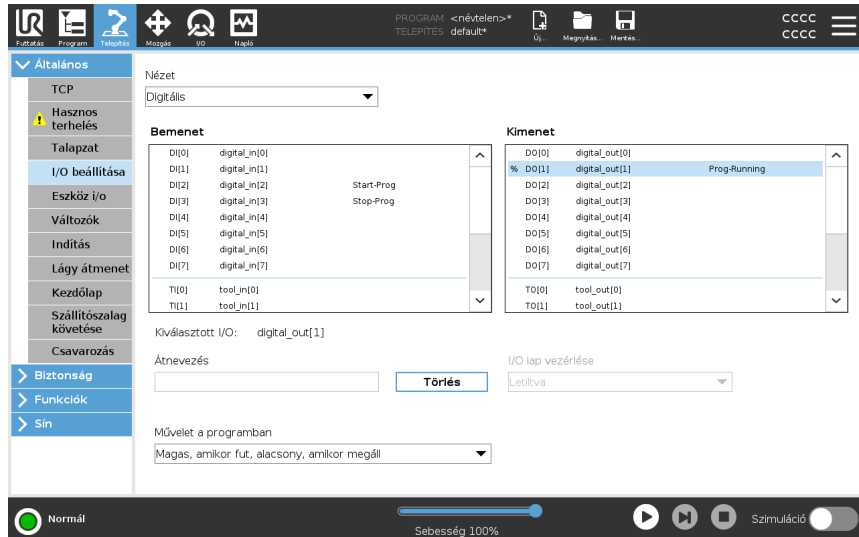 UR
PROGRAM <névtelen>*
TELEPÍTÉS default*
CCCC
CCCC
Futtatás Program Telepítés Mozgás I/O Napló
Új... Megnyitás... Mentés...
Általános
TCP
Hasznos
terhelés
Talapzat
I/O beállítása
Eszköz i/o
Változók
Indítás
Lágy átmenet
Kezdőlap
Szállítószalag
követése
Csavarozás
Biztonság
Funkciók
Sín
Nézet
Digitális
Bemenet
DI[0] digital_in[0]
DI[1] digital_in[1]
DI[2] digital_in[2] Start-Prog
DI[3] digital_in[3] Stop-Prog
DI[4] digital_in[4]
DI[5] digital_in[5]
DI[6] digital_in[6]
DI[7] digital_in[7]
TI[0] tool_in[0]
TI[1] tool_in[1]
Kimenet
DO[0] digital_out[0]
% DO[1] digital_out[1] Prog-Running
DO[2] digital_out[2]
DO[3] digital_out[3]
DO[4] digital_out[4]
DO[5] digital_out[5]
DO[6] digital_out[6]
DO[7] digital_out[7]
TO[0] tool_out[0]
TO[1] tool_out[1]
Kiválasztott I/O: digital_out[1]
Átnevezés
Törlés
I/O lap vezérlése
Letiltva
Művelet a programban
Magas, amikor fut, alacsony, amikor megáll
Normál
Sebesség 100%
Szimuláció